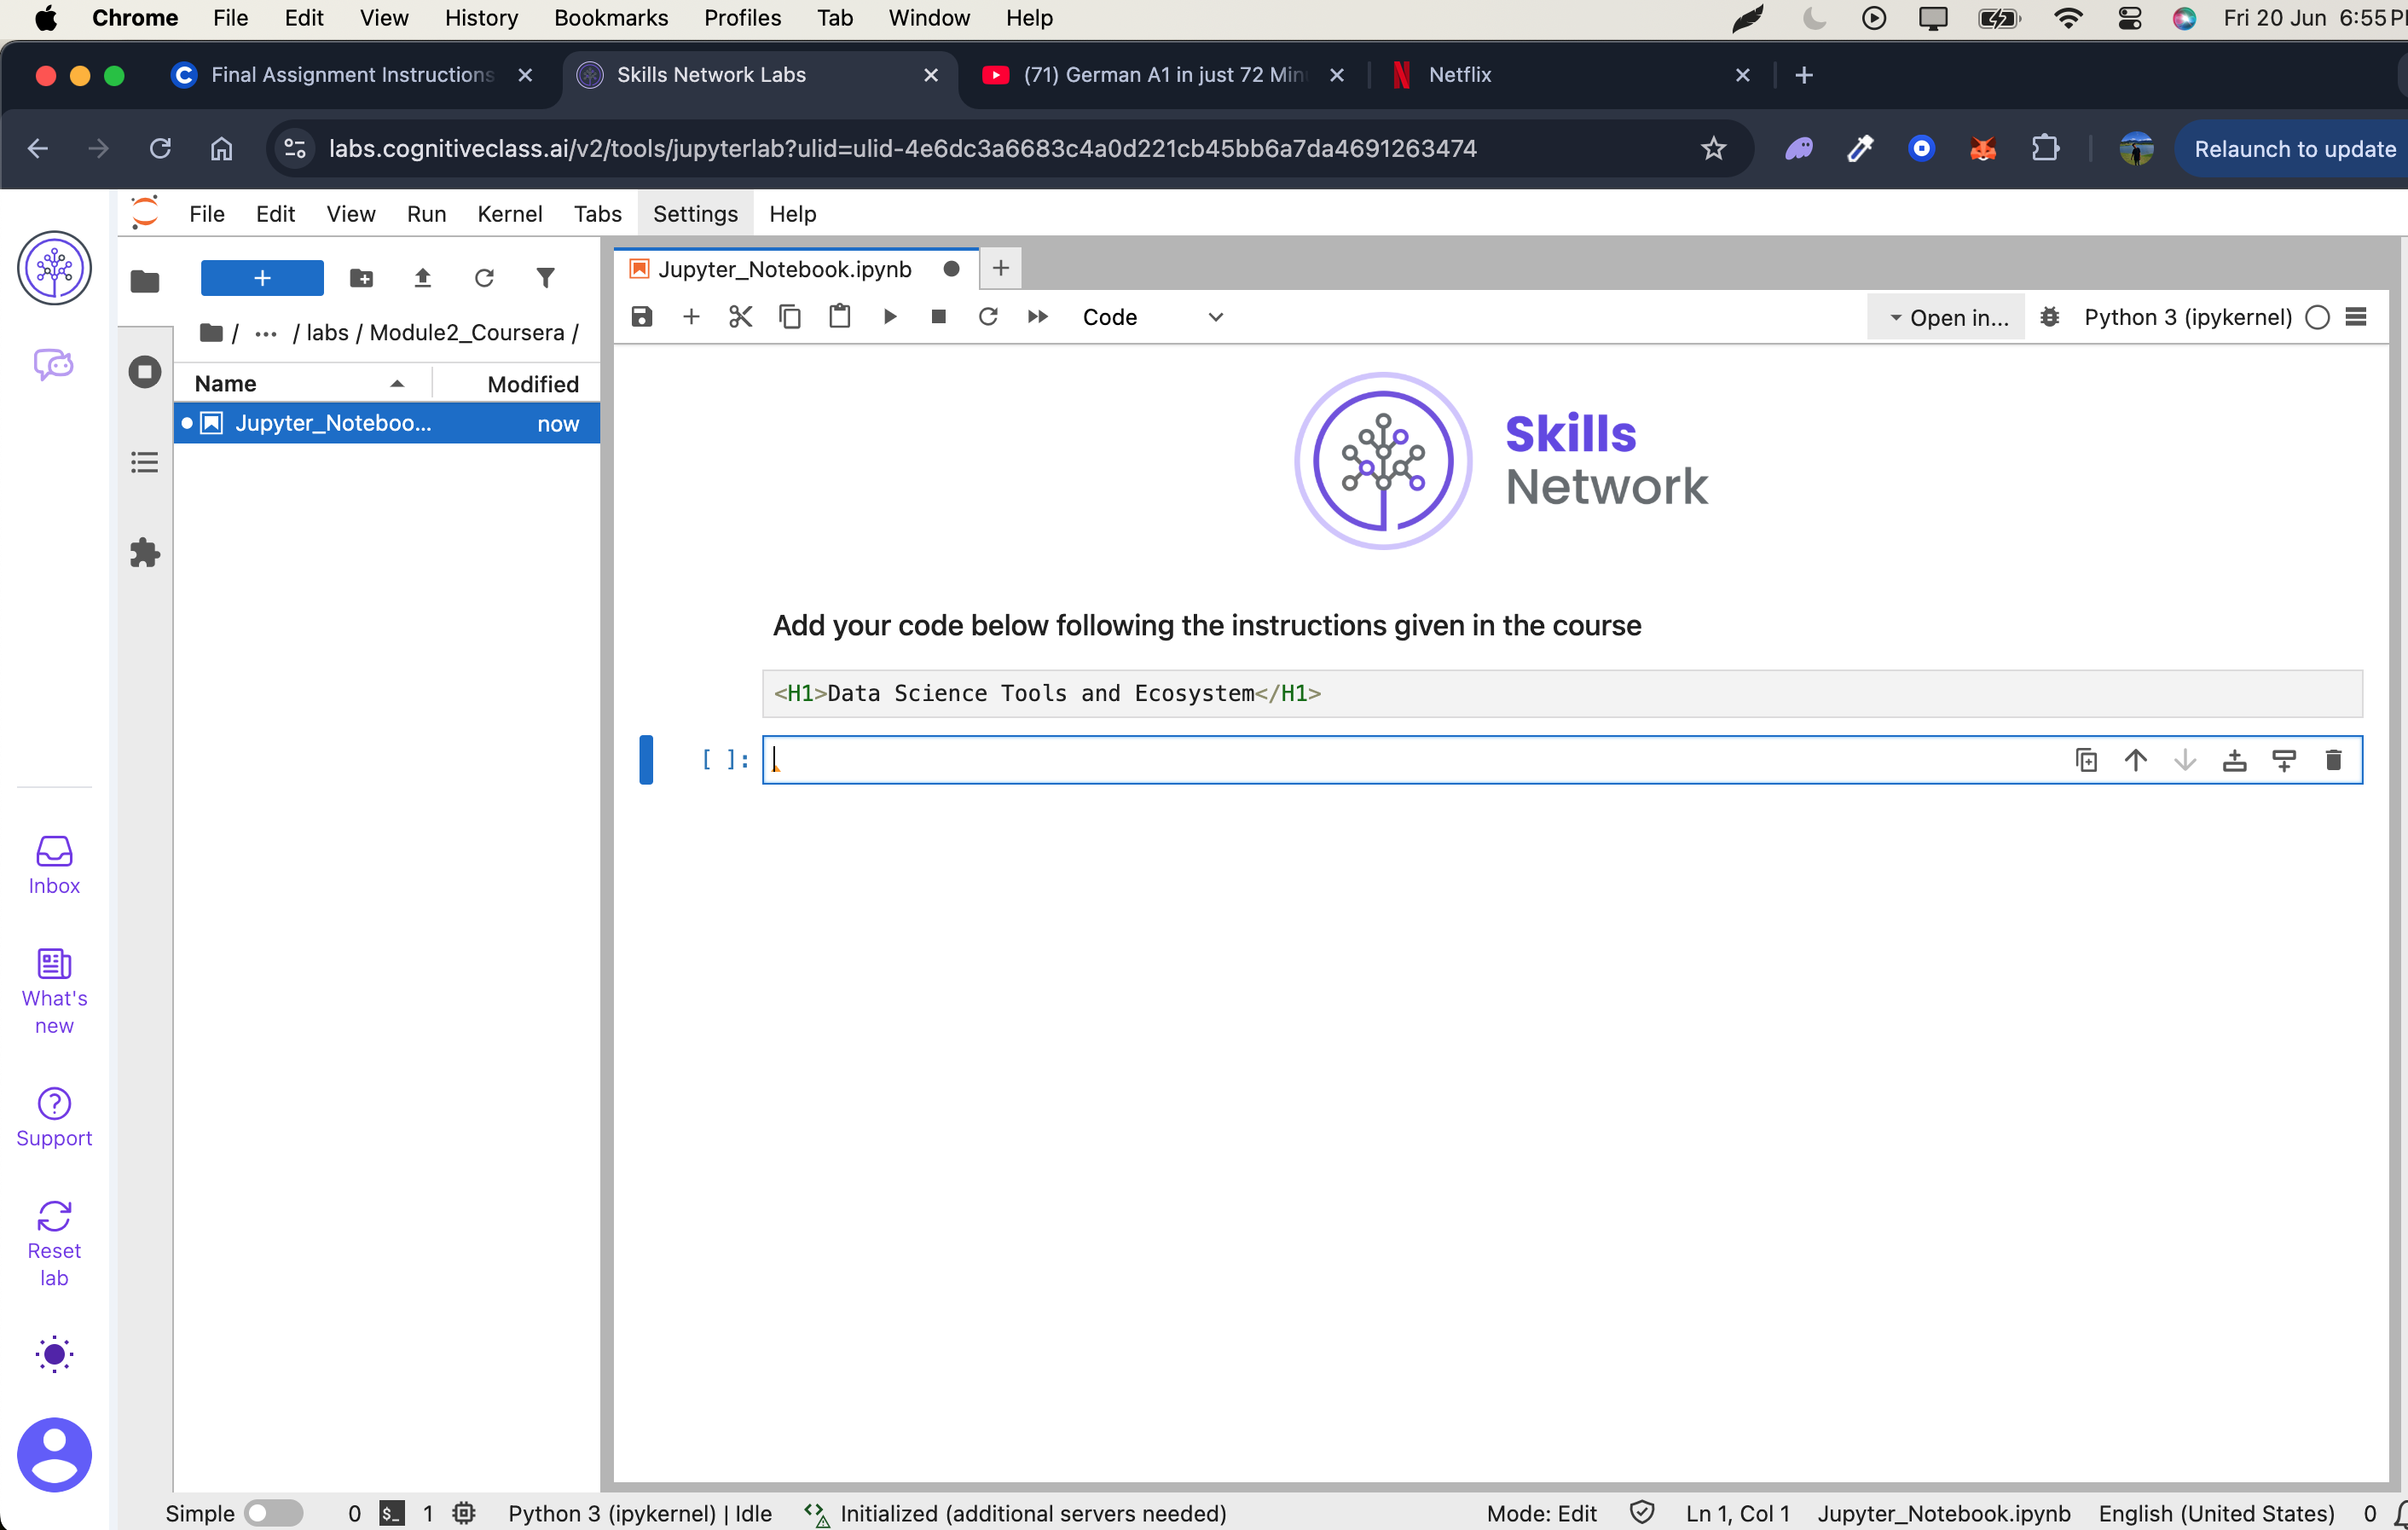 Chrome File Edit View History Bookmarks Profiles Tab Window Help Fri 20 Jun 6:55
Final Assignment Instructions Skills Network Labs (71) German A1 in just 72 Netflix
labs.cognitiveclass.ai/v2/tools/jupyterlab?ulid=ulid-4e6dc3a6683c4a0d221cb45bb6a7da4691263474 Relaunch to update
File Edit View Run Kernel Tabs Settings Help
+
Jupyter_Notebook.ipynb
/ ... / labs / Module2_Coursera /
Code Open in... Python 3 (ipykernel)
Name Modified
Jupyter_Noteboo... now
Skills
Network
Add your code below following the instructions given in the course
<H1>Data Science Tools and Ecosystem</H1>
[ ]:
Inbox
What's
new
Support
Reset
lab
Simple 0 $_ 1 Python 3 (ipykernel) | Idle Initialized (additional servers needed) Mode: Edit Ln 1, Col 1 Jupyter_Notebook.ipynb English (United States) 0